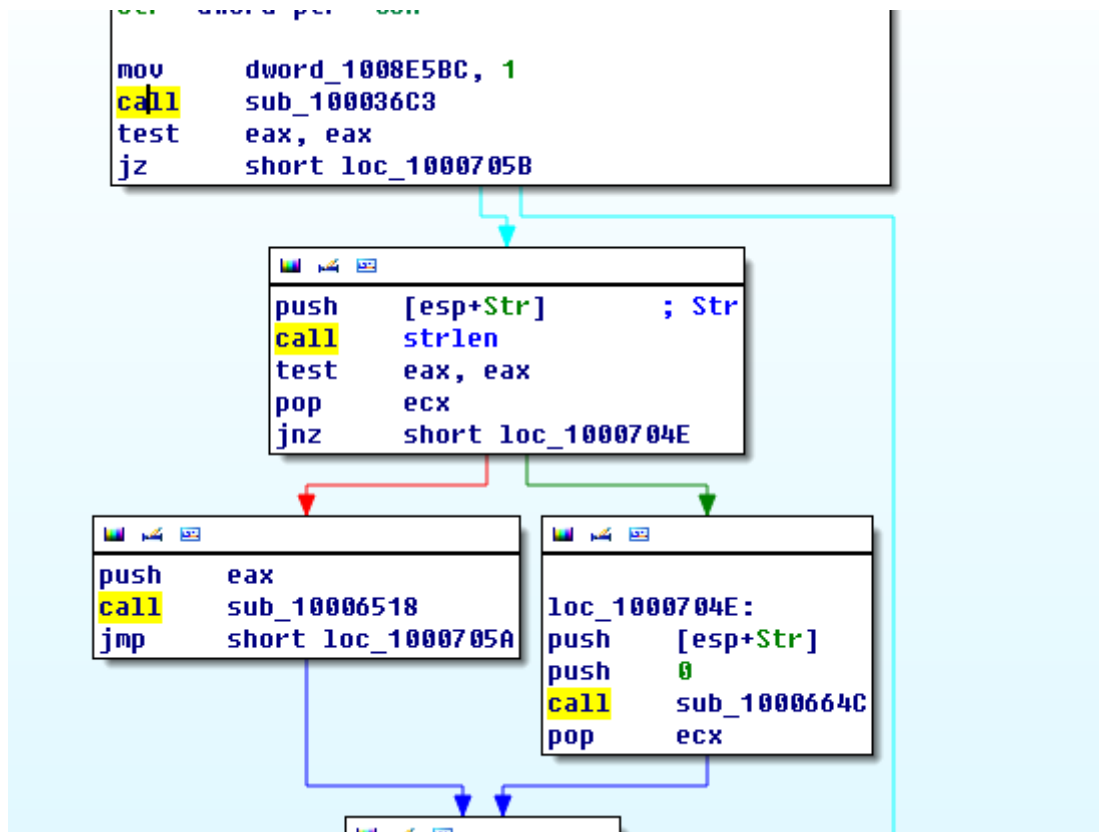 mov dword_1008E5BC, 1
call sub_100036C3
test eax, eax
jz short loc_1000705B
push [esp+Str] ; Str
call strlen
test eax, eax
pop ecx
jnz short loc_1000704E
push eax
call sub_10006518
jmp short loc_1000705A
loc_1000704E:
push [esp+Str]
push 0
call sub_1000664C
pop ecx